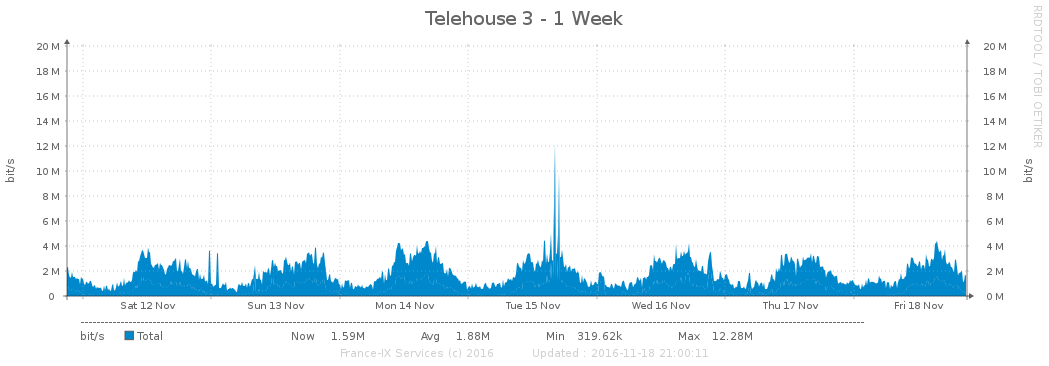 Telehouse 3 - 1 Week
RRDTOOL / TOBI OETIKER
bit/s
20 M 20 M
18 M 18 M
16 M 16 M
14 M 14 M
12 M 12 M
10 M 10 M
8 M 8 M
6 M 6 M
4 M 4 M
2 M 2 M
0 0 M
bit/s
Sat 12 Nov Sun 13 Nov Mon 14 Nov Tue 15 Nov Wed 16 Nov Thu 17 Nov Fri 18 Nov
bit/s Total Now 1.59M Avg 1.88M Min 319.62k Max 12.28M
France-IX Services (c) 2016 Updated : 2016-11-18 21:00:11